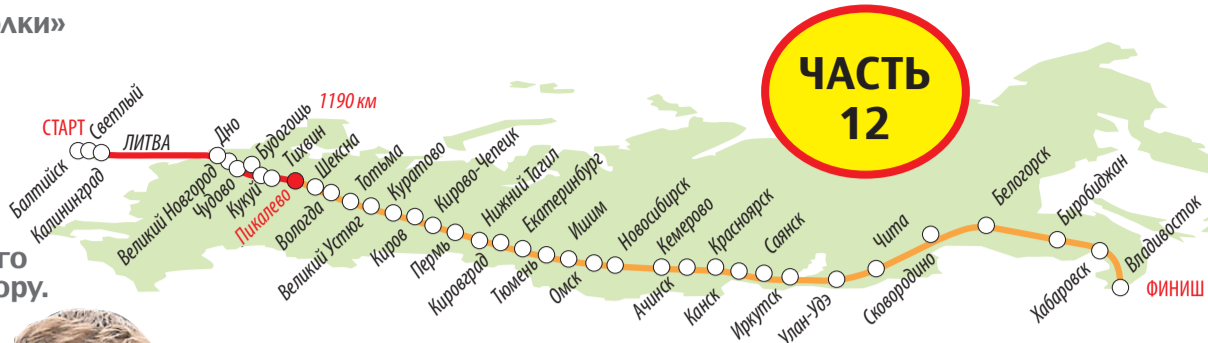 лки»
ЧАСТЬ
12
1190 км
СТАРТ
Светлый
ЛИТВА
Дно
Будогощь
Тихвин
Шексна
Тотьма
Куратово
Кирово-Чепецк
Нижний Тагил
Екатеринбург
Ишим
Новосибирск
Кемерово
Красноярск
Саянск
Чита
Белогорск
Биробиджан
Владивосток
Балтийск
Калининград
Великий Новгород
Чудово
Кукуй
Пикалево
Вологда
Великий Устюг
Киров
Пермь
Кировград
Тюмень
Омск
Ачинск
Канск
Иркутск
Улан-Удэ
Сковородино
Хабаровск
ФИНИШ
го
ору.